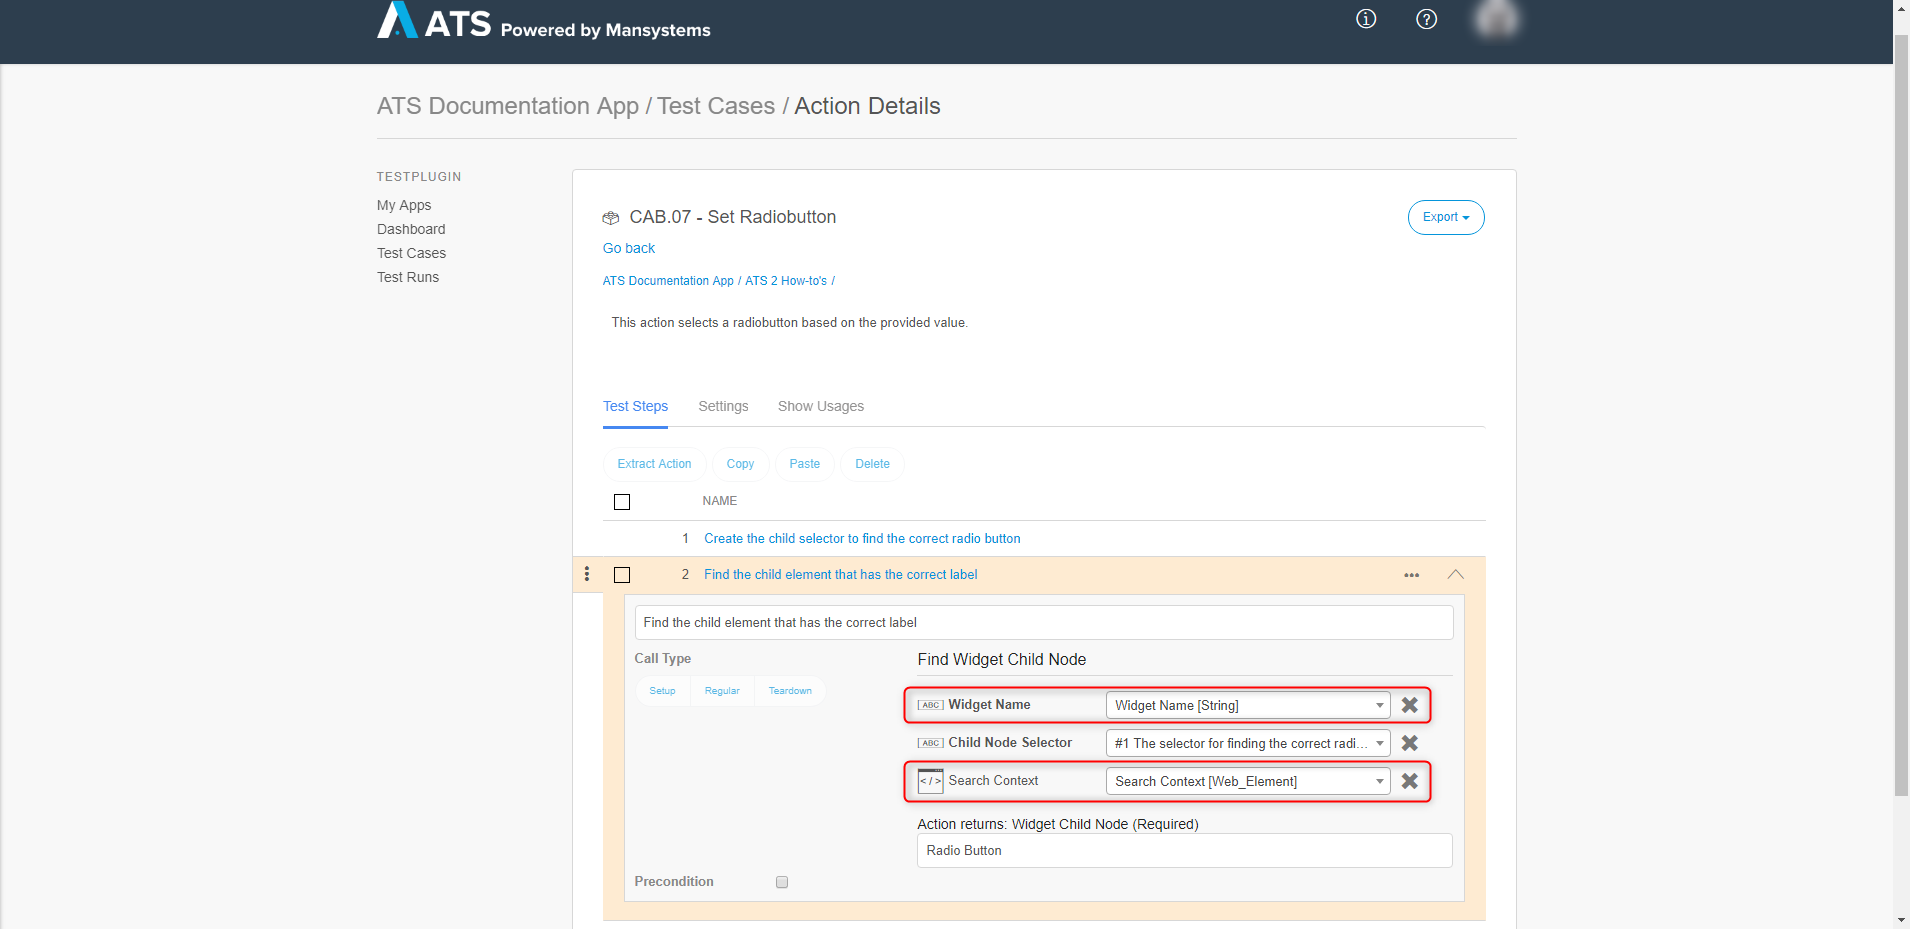 ATS Powered by Mansystems
ATS Documentation App / Test Cases / Action Details
TESTPLUGIN
My Apps
Dashboard
Test Cases
Test Runs
CAB.07 - Set Radiobutton
Export
Go back
ATS Documentation App / ATS 2 How-to's /
This action selects a radiobutton based on the provided value.
Test Steps Settings Show Usages
Extract Action Copy Paste Delete
NAME
1 Create the child selector to find the correct radio button
2 Find the child element that has the correct label
Find the child element that has the correct label
Call Type
Setup Regular Teardown
Find Widget Child Node
[ABC] Widget Name Widget Name [String]
[ABC] Child Node Selector #1 The selector for finding the correct radi...
</> Search Context Search Context [Web_Element]
Action returns: Widget Child Node (Required)
Radio Button
Precondition